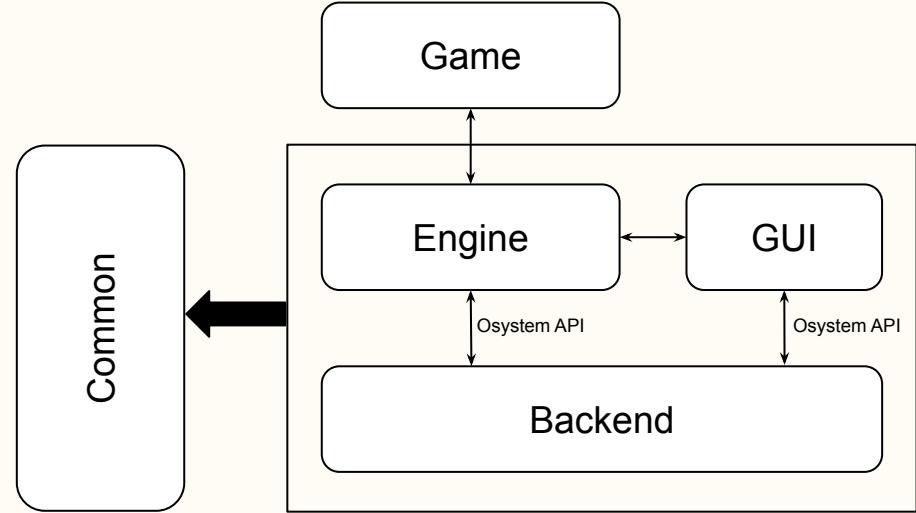 Game
Engine
GUI
Osystem API
Osystem API
Common
Backend